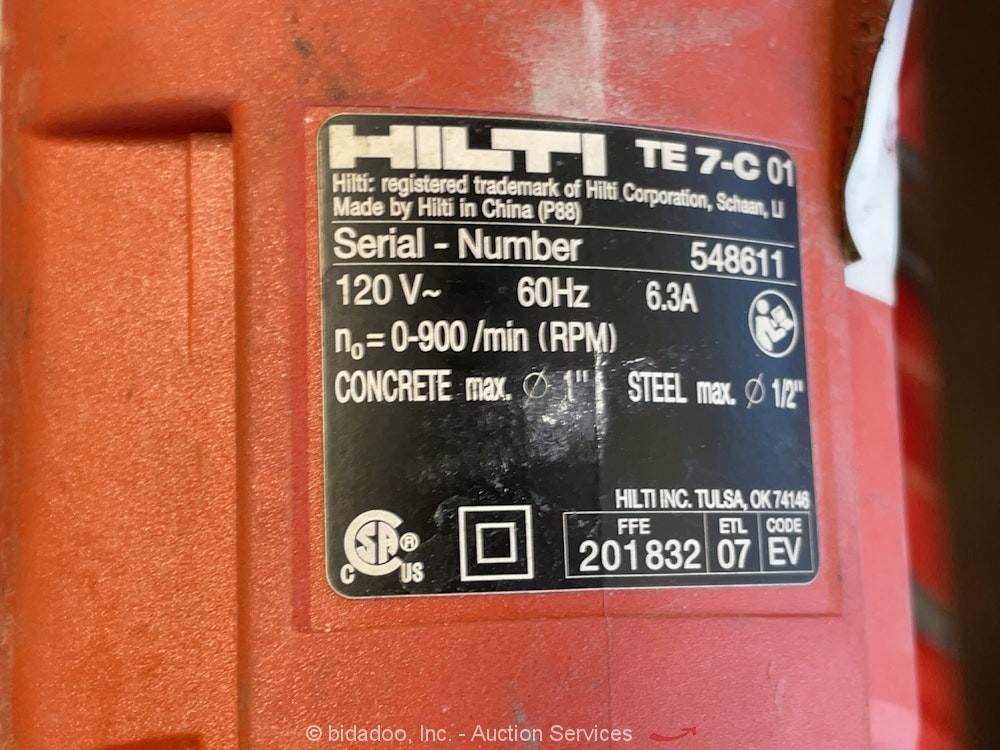 HILTI TE 7-C 01
Hilti: registered trademark of Hilti Corporation, Schaan, LI
Made by Hilti in China (P88)
Serial - Number 548611
120 V~ 60Hz 6.3A
n₀ = 0-900 /min (RPM)
CONCRETE max. ∅ 1" STEEL max. ∅ 1/2"
HILTI INC. TULSA, OK 74146
FFE ETL CODE
201832 07 EV
CSA ®
C US
© bidadoo, Inc. - Auction Services